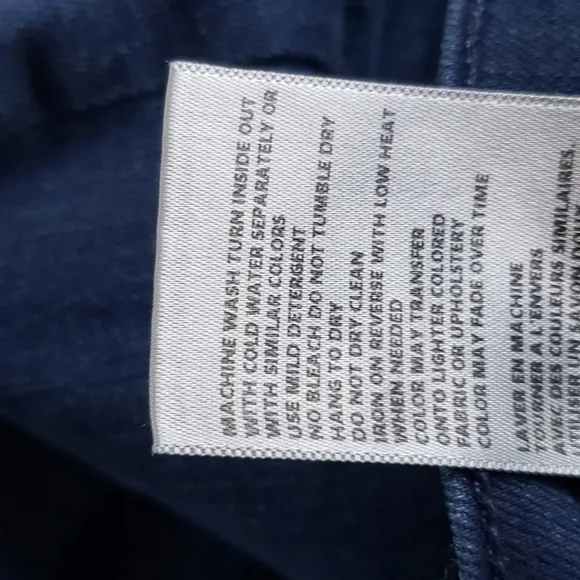 MACHINE WASH TURN INSIDE OUT
WITH COLD WATER SEPARATELY OR
WITH SIMILAR COLORS
USE MILD DETERGENT
NO BLEACH DO NOT TUMBLE DRY
HANG TO DRY
DO NOT DRY CLEAN
IRON ON REVERSE WITH LOW HEAT
WHEN NEEDED
COLOR MAY TRANSFER
ONTO LIGHTER COLORED
FABRIC OR UPHOLSTERY
COLOR MAY FADE OVER TIME
LAVER EN MACHINE
TOURNER A L'ENVERS
AVEC DES COULEURS SIMILAIRES.